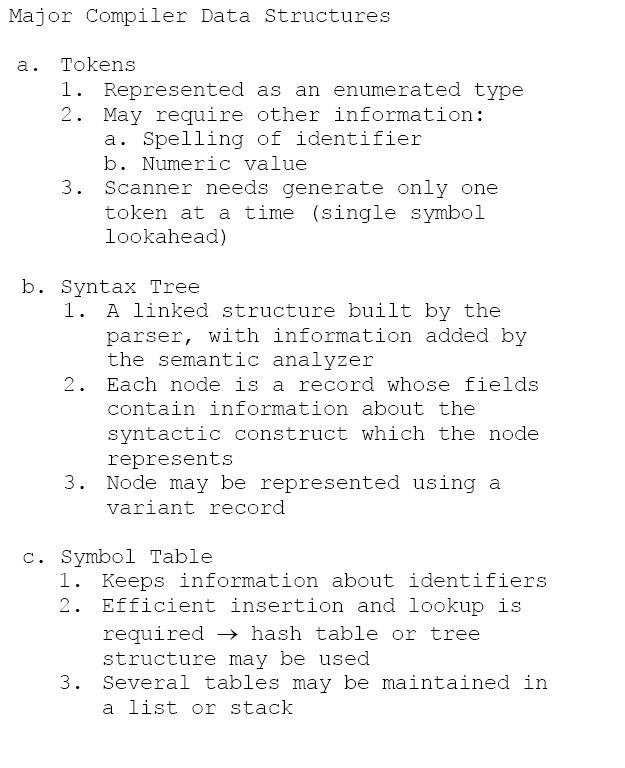 Major Compiler Data Structures
a. Tokens
1. Represented as an enumerated type
2. May require other information:
a. Spelling of identifier
b. Numeric value
3. Scanner needs generate only one
token at a time (single symbol
lookahead)
b. Syntax Tree
1. A linked structure built by the
parser, with information added by
the semantic analyzer
2. Each node is a record whose fields
contain information about the
syntactic construct which the node
represents
3. Node may be represented using a
variant record
c. Symbol Table
1. Keeps information about identifiers
2. Efficient insertion and lookup is
required → hash table or tree
structure may be used
3. Several tables may be maintained in
a list or stack